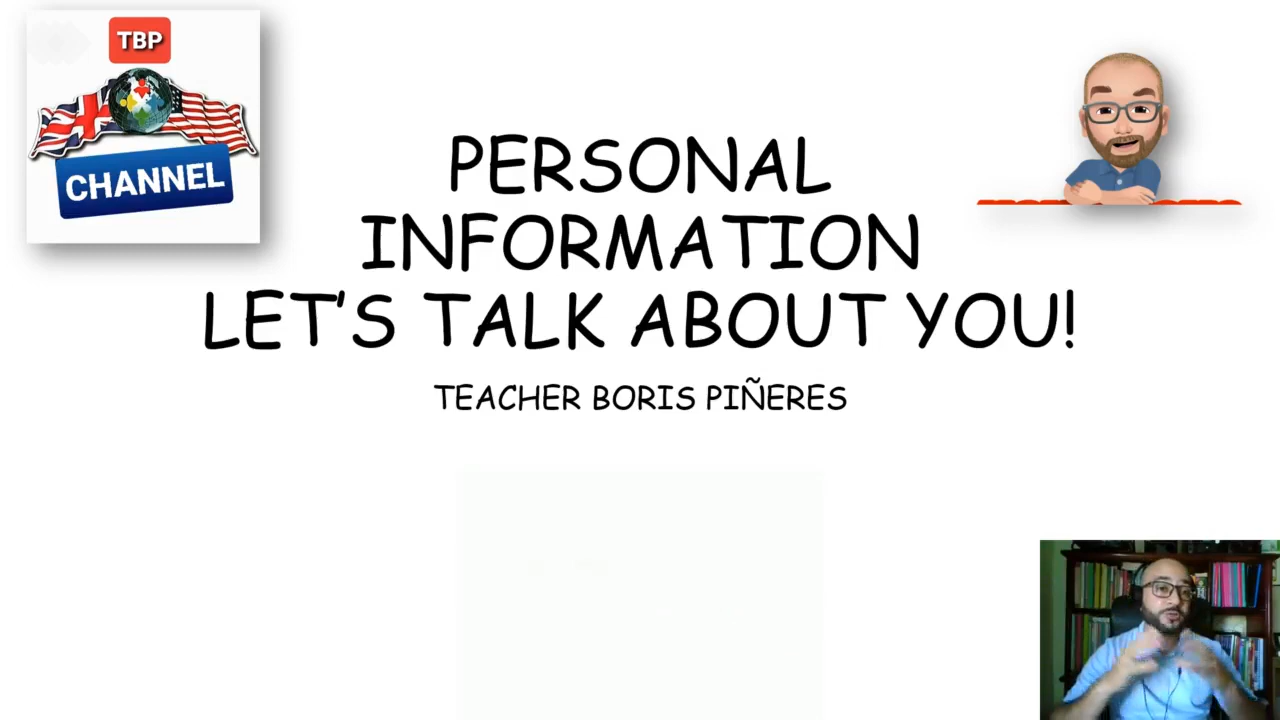 TBP
CHANNEL
PERSONAL
INFORMATION
LET'S TALK ABOUT YOU!
TEACHER BORIS PIÑERES